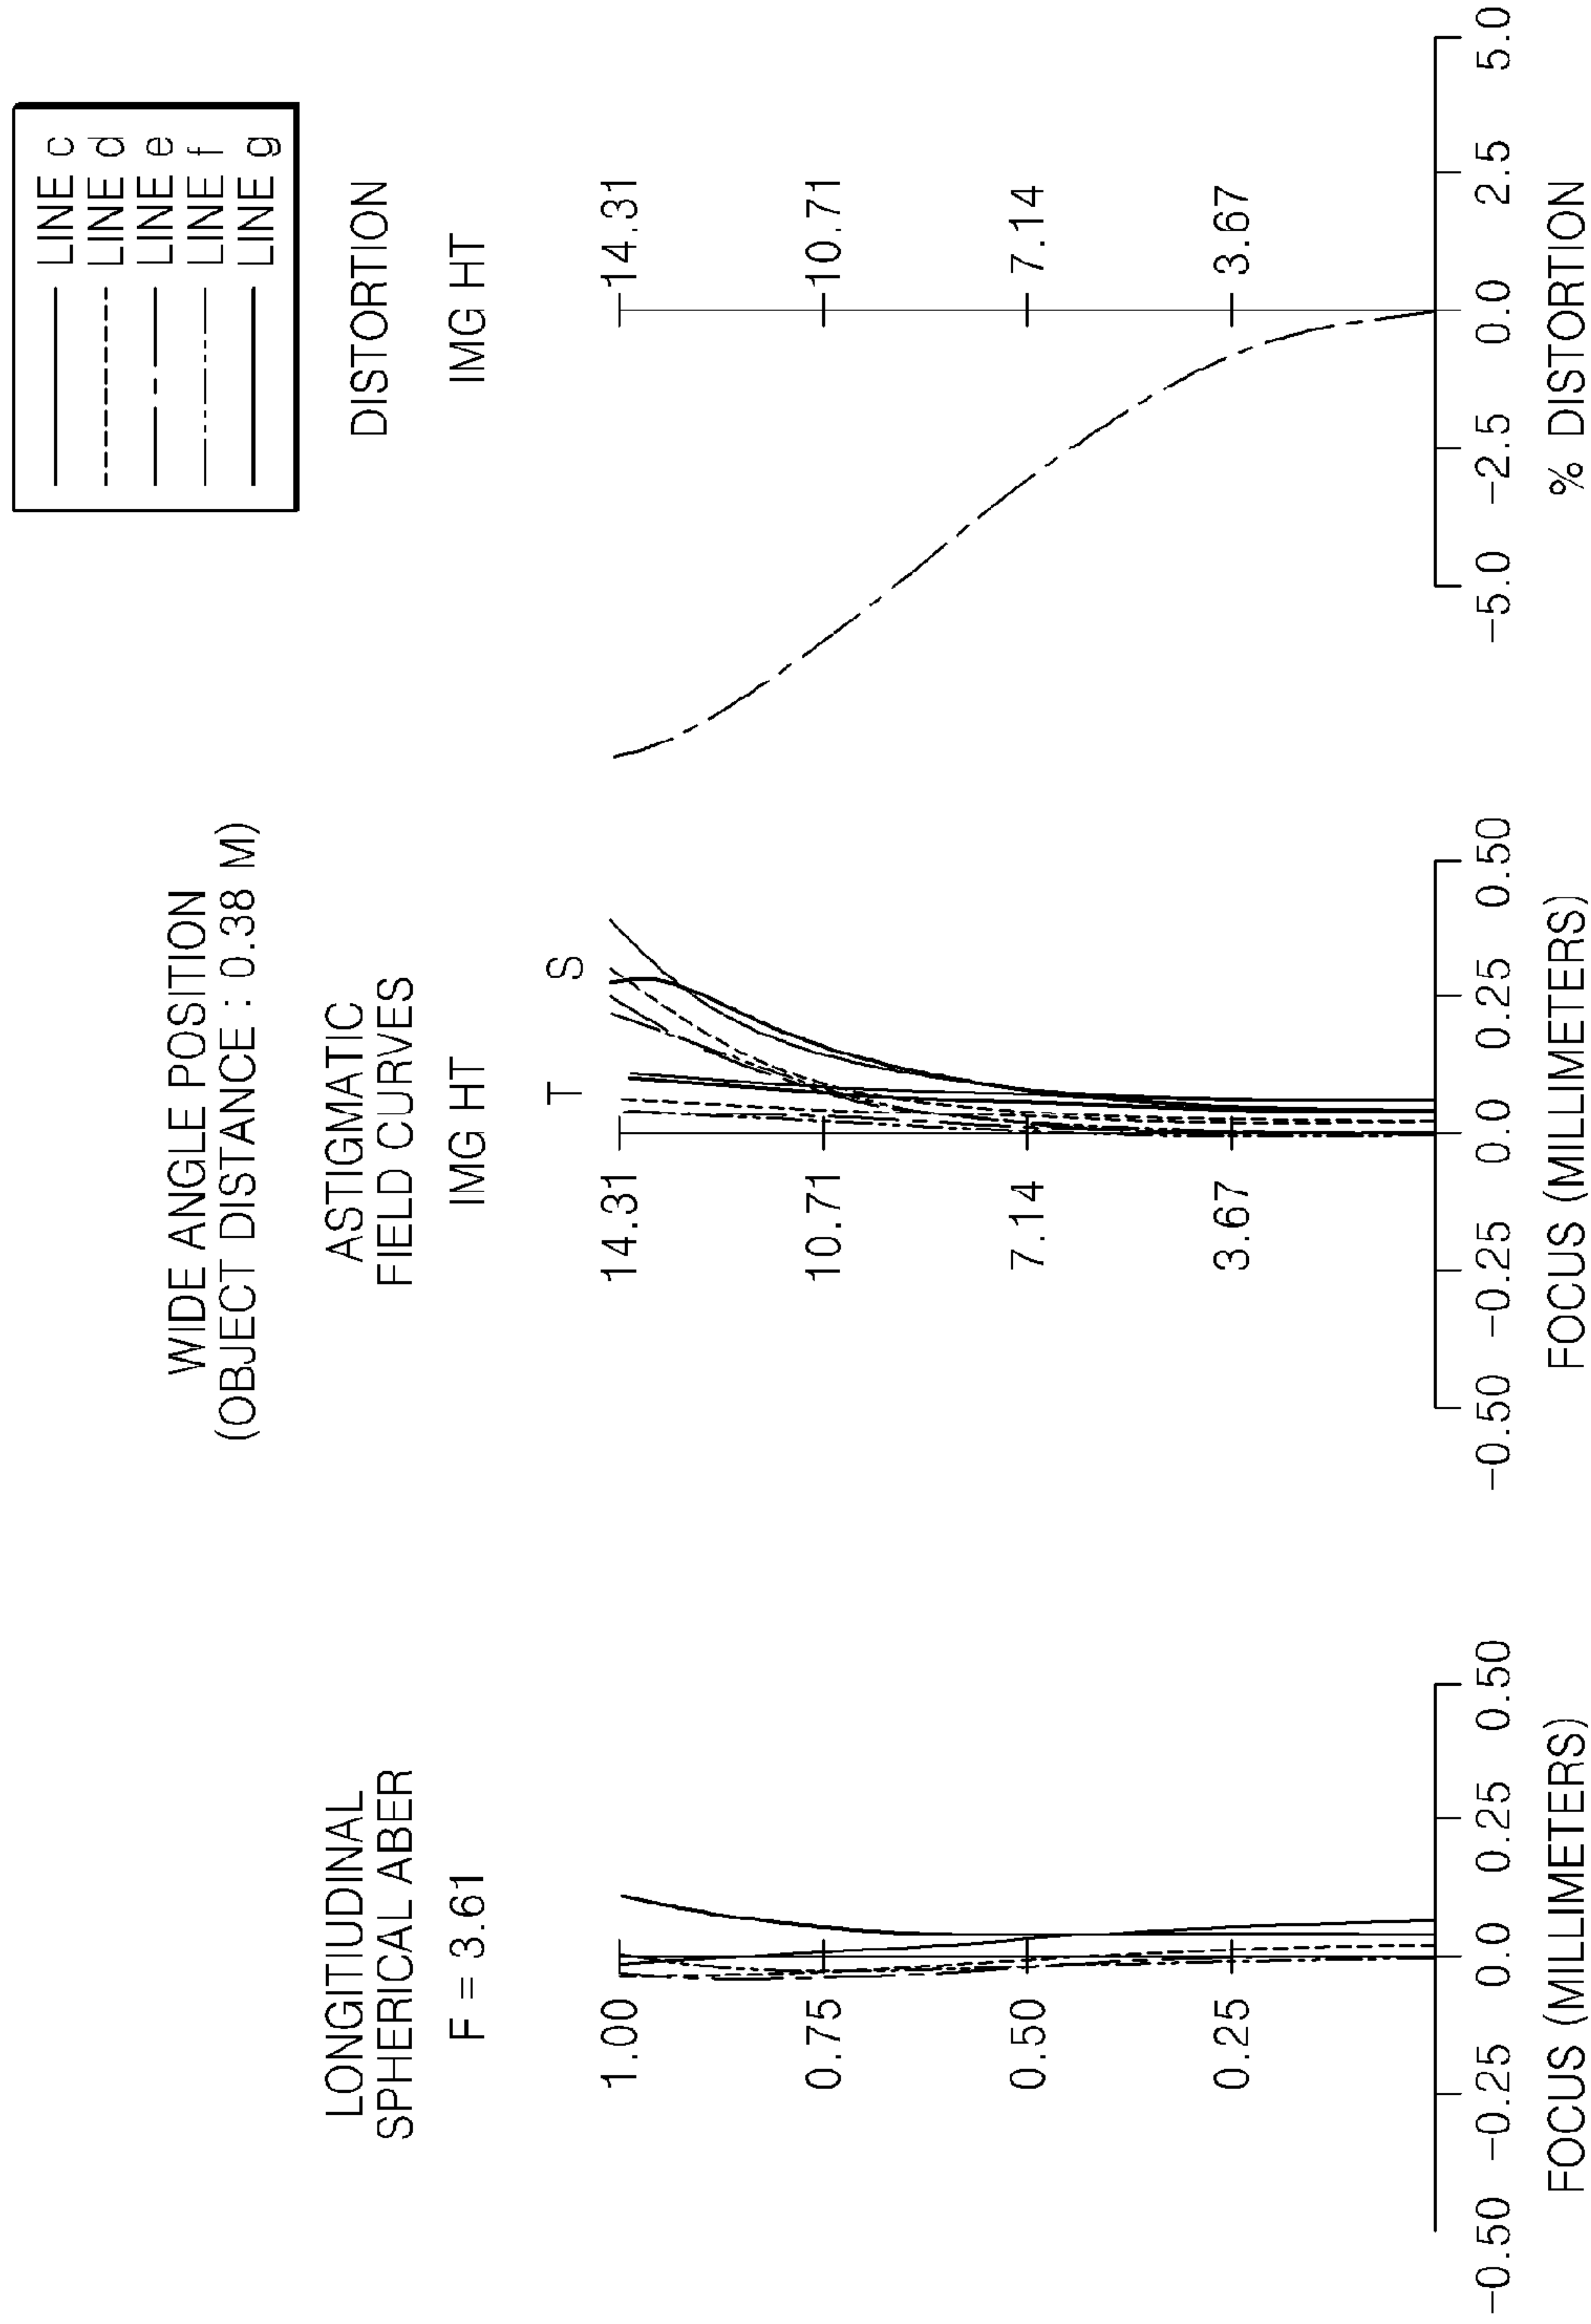 WIDE ANGLE POSITION
(OBJECT DISTANCE : 0.38 M)
LINE c
LINE d
LINE e
LINE f
LINE g
LONGITIUDINAL
SPHERICAL ABER
F = 3.61
1.00
0.75
0.50
0.25
-0.50 -0.25 0.0 0.25 0.50
FOCUS (MILLIMETERS)
ASTIGMATIC
FIELD CURVES
IMG HT
T S
14.31
10.71
7.14
3.67
-0.50 -0.25 0.0 0.25 0.50
FOCUS (MILLIMETERS)
DISTORTION
IMG HT
14.31
10.71
7.14
3.67
-5.0 -2.5 0.0 2.5 5.0
% DISTORTION